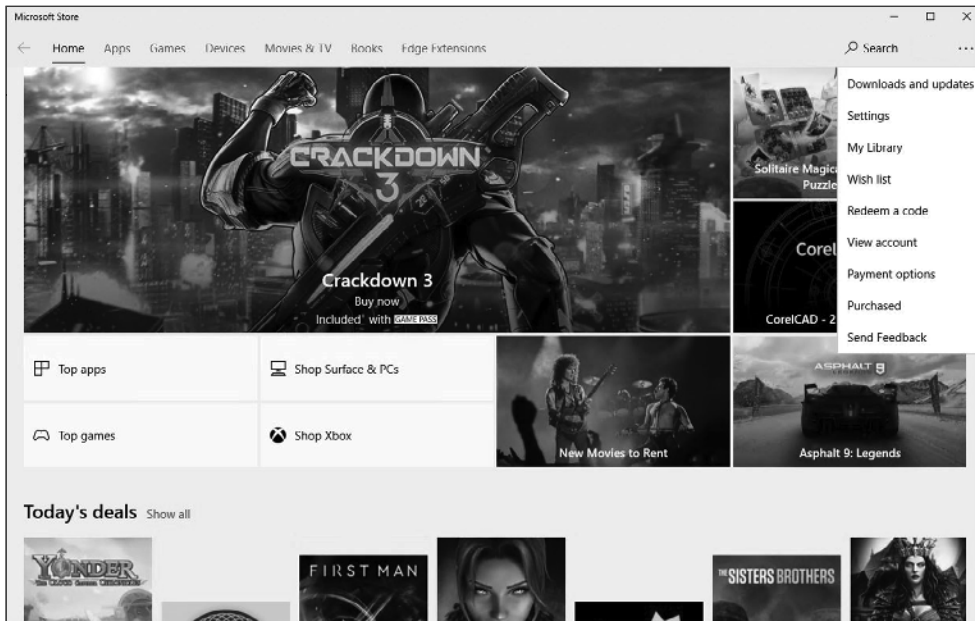 Microsoft Store
Home Apps Games Devices Movies & TV Books Edge Extensions Search
Downloads and updates
Settings
My Library
Wish list
Redeem a code
View account
Payment options
Purchased
Send Feedback
CRACKDOWN
3
Crackdown 3
Buy now
Included with GAME PASS
Solitaire Magica
Puzzle
Corel
CorelCAD - 2
Top apps
Shop Surface & PCs
Top games
Shop Xbox
New Movies to Rent
ASPHALT 9
Asphalt 9: Legends
Today's deals Show all
YONDER
FIRST MAN
THE SISTERS BROTHERS